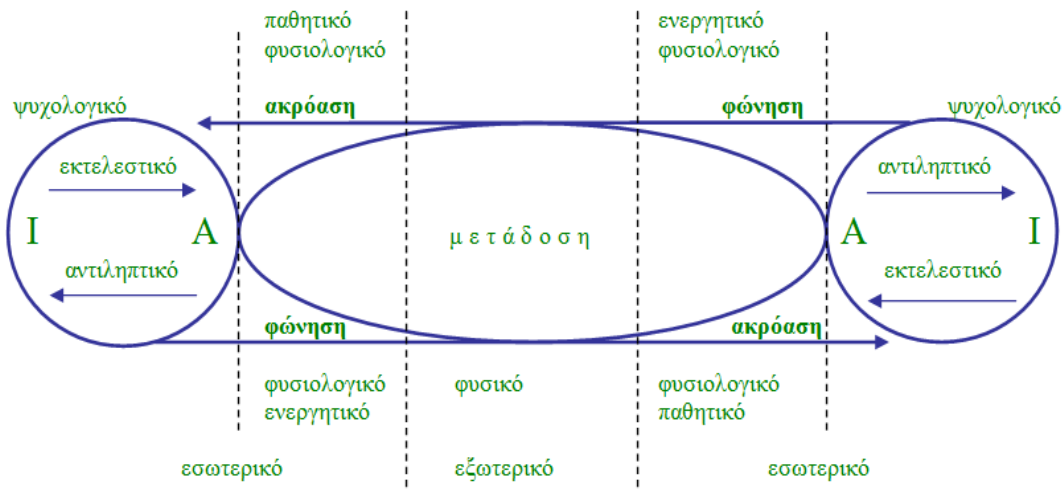 παθητικό
φυσιολογικό
ενεργητικό
φυσιολογικό
ψυχολογικό
ακρόαση
φώνηση
ψυχολογικό
εκτελεστικό
αντιληπτικό
Ι Α
μ ε τ ά δ ο σ η
Α Ι
αντιληπτικό
εκτελεστικό
φώνηση
ακρόαση
φυσιολογικό
ενεργητικό
φυσικό
φυσιολογικό
παθητικό
εσωτερικό
εξωτερικό
εσωτερικό